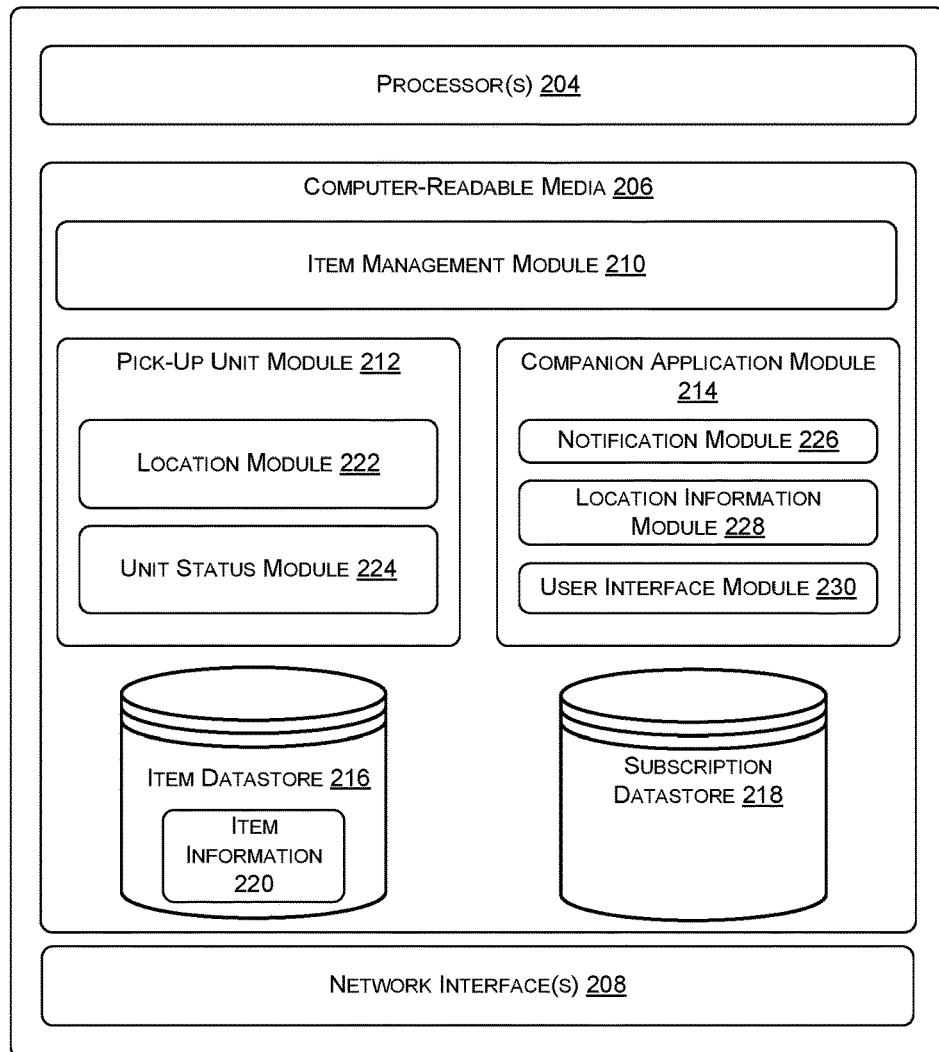 PROCESSOR(S) 204
COMPUTER-READABLE MEDIA 206
ITEM MANAGEMENT MODULE 210
PICK-UP UNIT MODULE 212
LOCATION MODULE 222
UNIT STATUS MODULE 224
COMPANION APPLICATION MODULE
214
NOTIFICATION MODULE 226
LOCATION INFORMATION
MODULE 228
USER INTERFACE MODULE 230
ITEM DATASTORE 216
ITEM
INFORMATION
220
SUBSCRIPTION
DATASTORE 218
NETWORK INTERFACE(S) 208